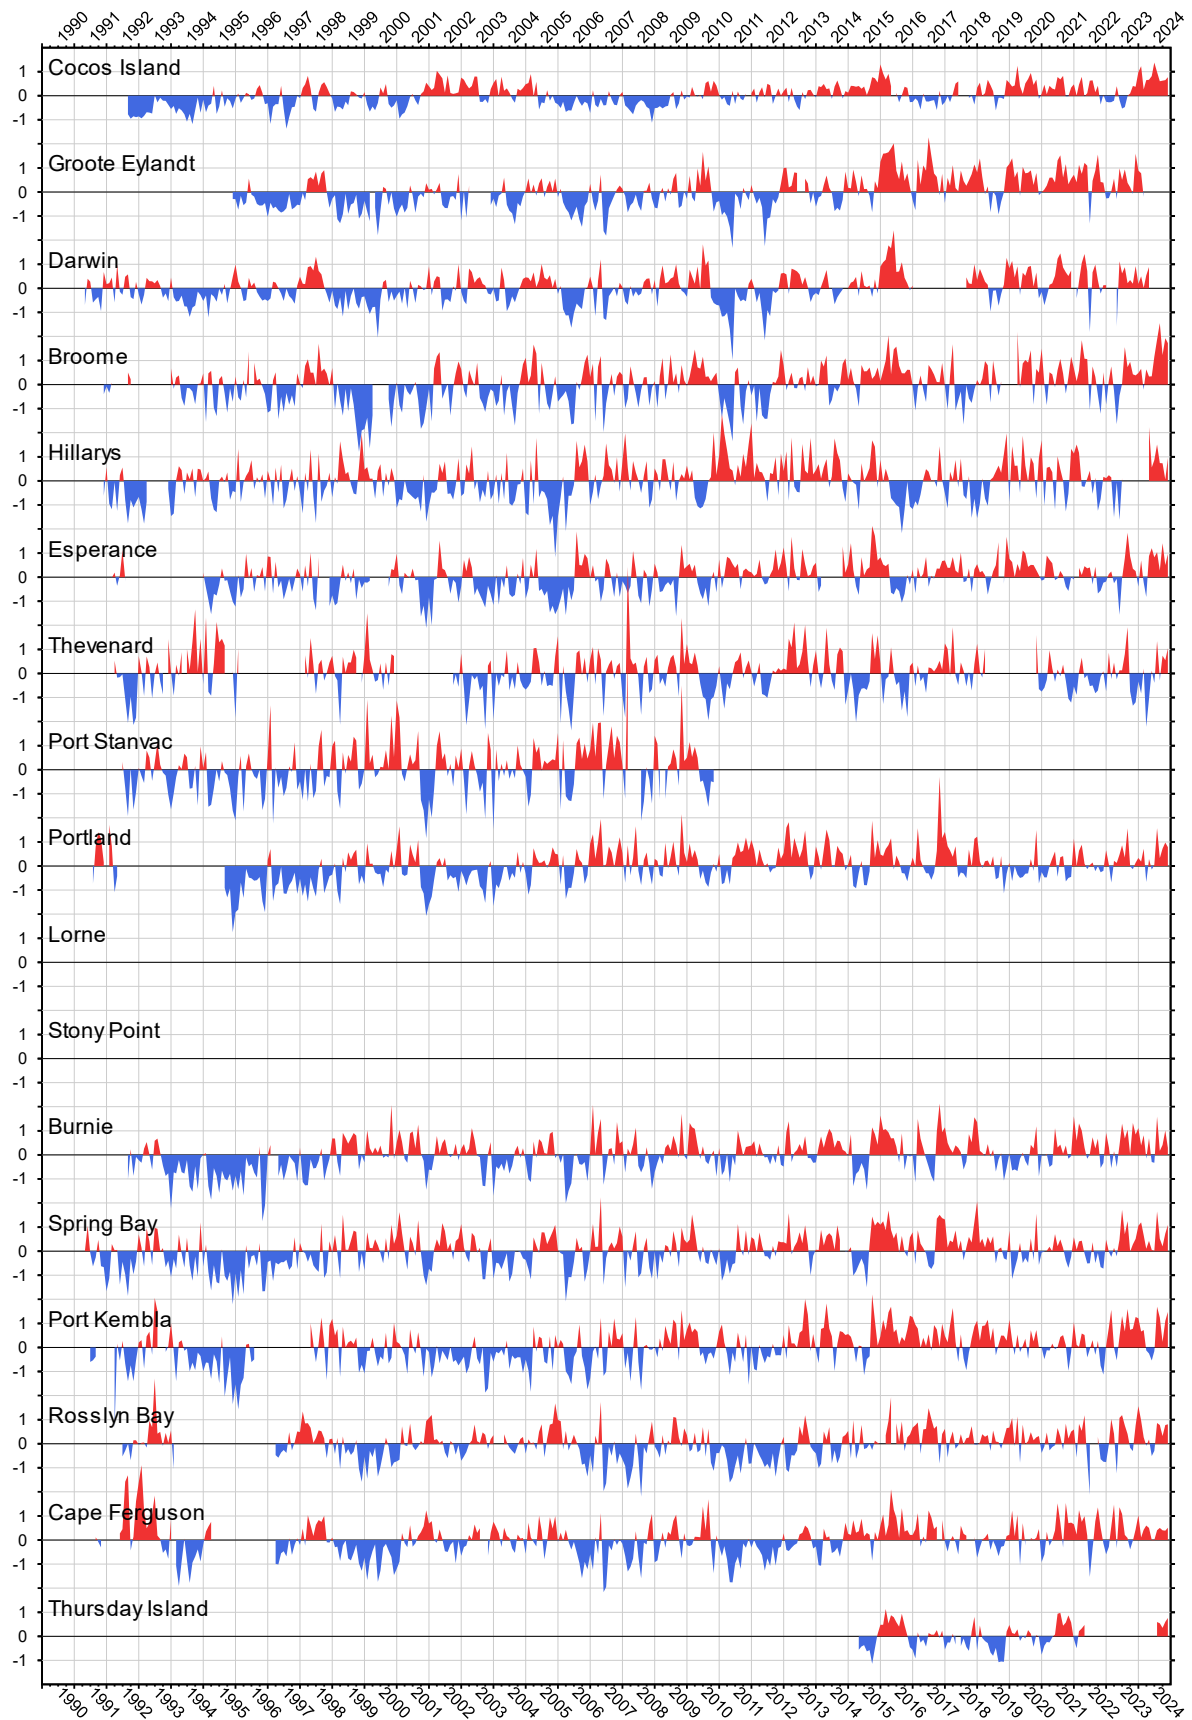 1990 1991 1992 1993 1994 1995 1996 1997 1998 1999 2000 2001 2002 2003 2004 2005 2006 2007 2008 2009 2010 2011 2012 2013 2014 2015 2016 2017 2018 2019 2020 2021 2022 2023 2024
1 Cocos Island
0
-1
1 Groote Eylandt
0
-1
1 Darwin
0
-1
1 Broome
0
-1
1 Hillarys
0
-1
1 Esperance
0
-1
1 Thevenard
0
-1
1 Port Stanvac
0
-1
1 Portland
0
-1
1 Lorne
0
-1
1 Stony Point
0
-1
1 Burnie
0
-1
1 Spring Bay
0
-1
1 Port Kembla
0
-1
1 Rosslyn Bay
0
-1
1 Cape Ferguson
0
-1
1 Thursday Island
0
-1
1990 1991 1992 1993 1994 1995 1996 1997 1998 1999 2000 2001 2002 2003 2004 2005 2006 2007 2008 2009 2010 2011 2012 2013 2014 2015 2016 2017 2018 2019 2020 2021 2022 2023 2024